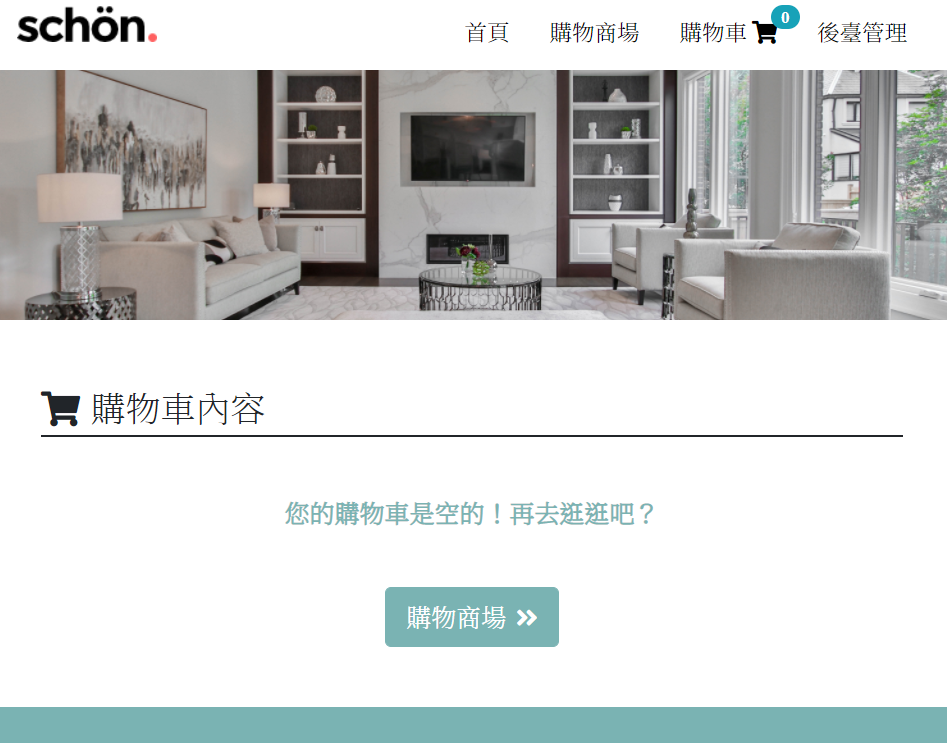 schön.
首頁 購物商場 購物車 0 後臺管理
購物車內容
您的購物車是空的！再去逛逛吧？
購物商場